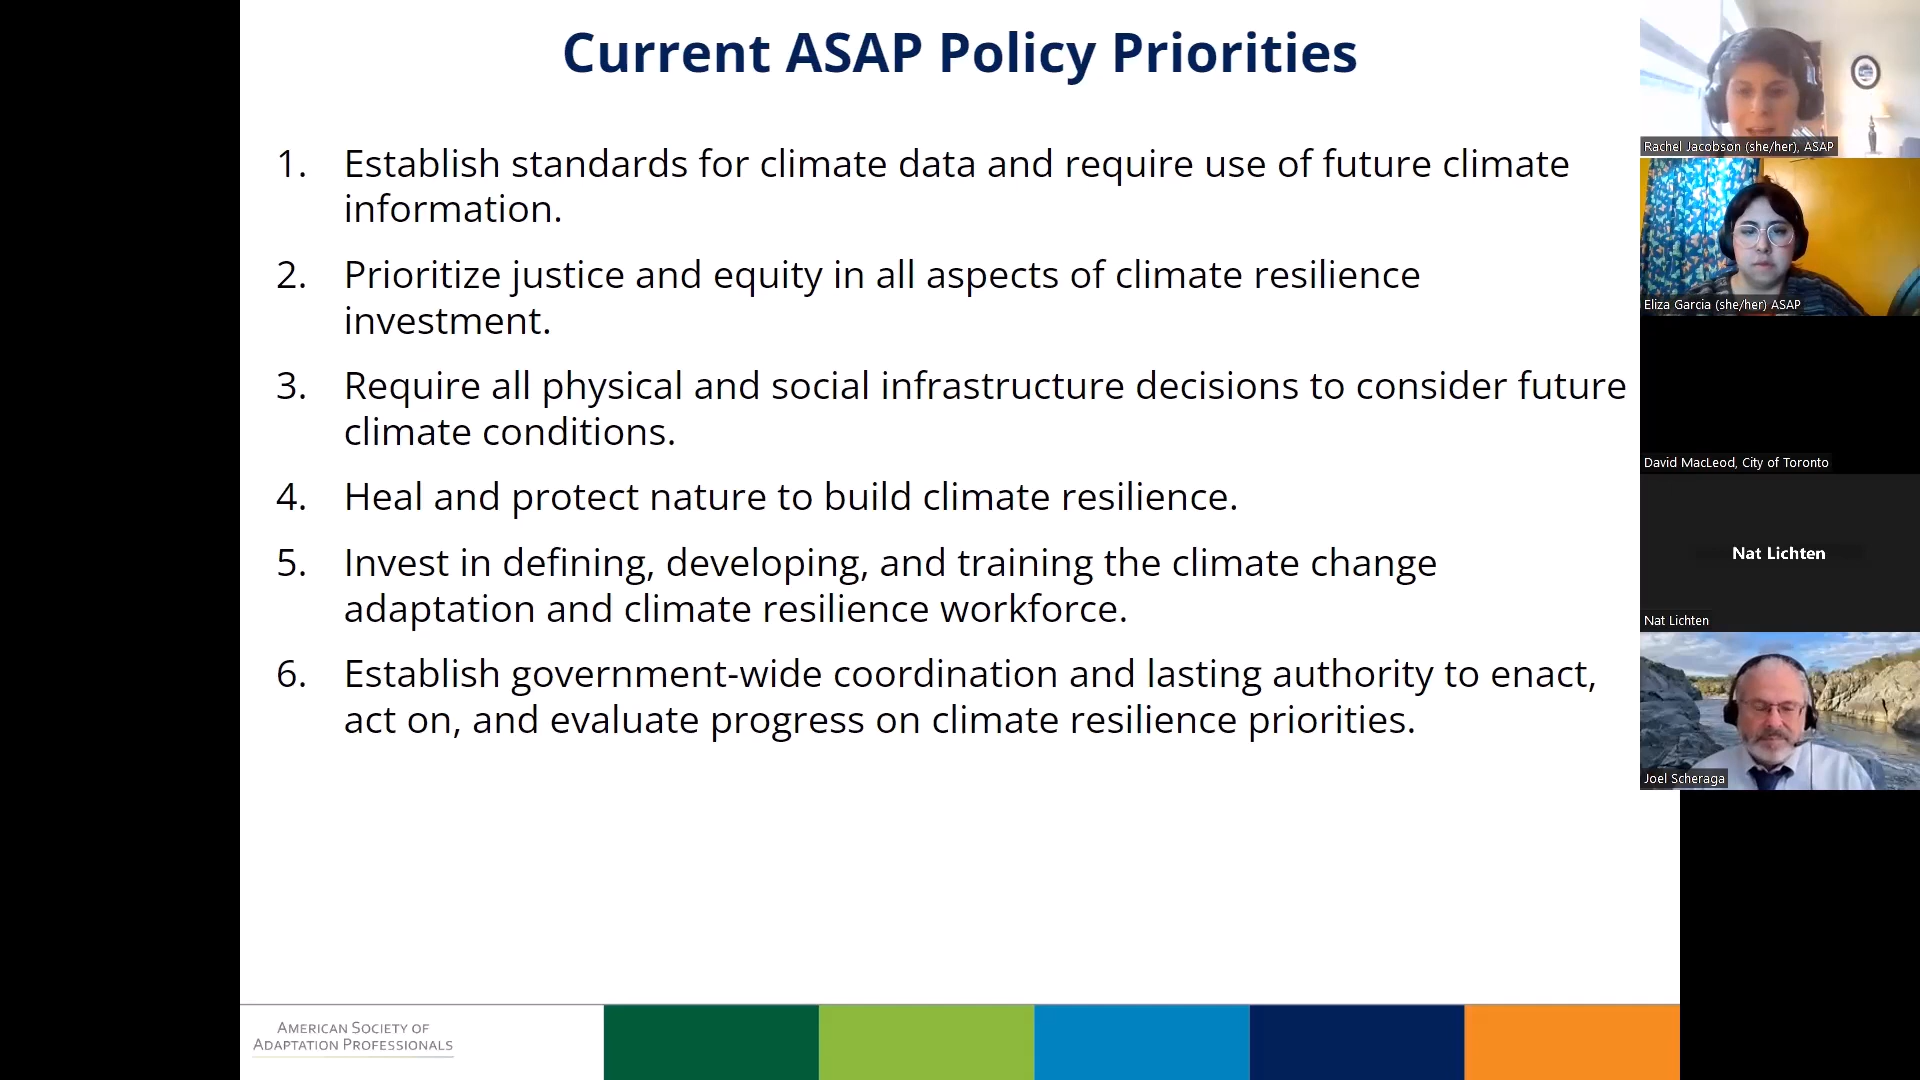 Current ASAP Policy Priorities
1. Establish standards for climate data and require use of future climate
information.
2. Prioritize justice and equity in all aspects of climate resilience
investment.
3. Require all physical and social infrastructure decisions to consider future
climate conditions.
4. Heal and protect nature to build climate resilience.
5. Invest in defining, developing, and training the climate change
adaptation and climate resilience workforce.
6. Establish government-wide coordination and lasting authority to enact,
act on, and evaluate progress on climate resilience priorities.
AMERICAN SOCIETY OF
ADAPTATION PROFESSIONALS
Rachel Jacobson (she/her), ASAP
Eliza Garcia (she/her) ASAP
David MacLeod, City of Toronto
Nat Lichten
Nat Lichten
Joel Scheraga